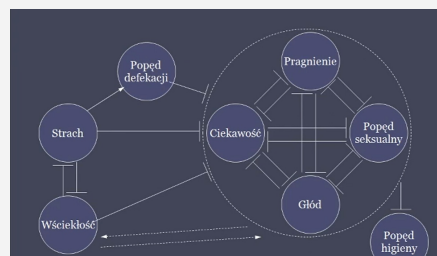 Popęd
defekacji
Pragnienie
Strach
Ciekawość
Popęd
seksualny
Głód
Wściekłość
Popęd
higieny